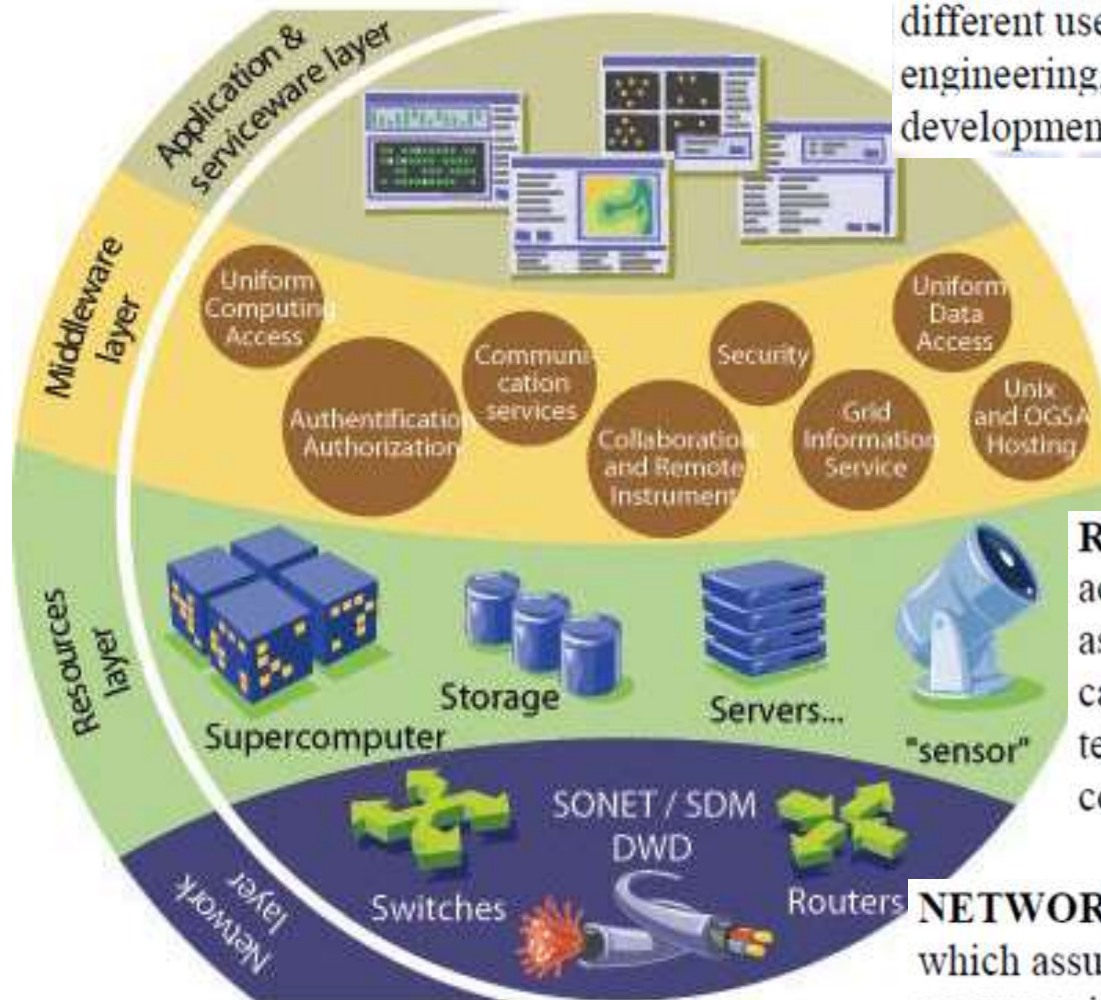 different use
engineering,
developmen
Application &
serviceware layer
Middleware
layer
Uniform
Computing
Access
Authentification
Authorization
Communi-
cation
services
Collaboration
and Remote
Instrument
Security
Grid
Information
Service
Uniform
Data
Access
Unix
and OGSA
Hosting
Resources
layer
Supercomputer
Storage
Servers...
"sensor"
R
ac
as
ca
te
co
Network
layer
Switches
SONET / SDM
DWD
Routers
NETWOR
which assu